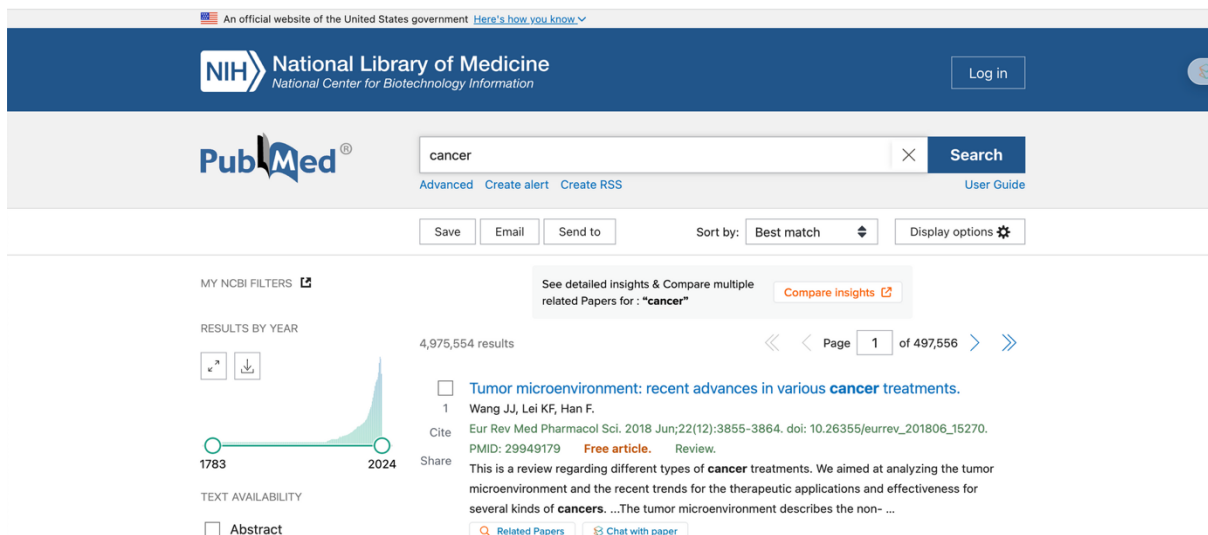 An official website of the United States government Here's how you know
NIH National Library of Medicine
National Center for Biotechnology Information
Log in
PubMed®
cancer
Search
Advanced Create alert Create RSS
User Guide
Save Email Send to
Sort by: Best match
Display options
MY NCBI FILTERS
See detailed insights & Compare multiple
related Papers for : “cancer”
Compare insights
RESULTS BY YEAR
4,975,554 results
Page 1 of 497,556
1783 2024
TEXT AVAILABILITY
Abstract
Tumor microenvironment: recent advances in various cancer treatments.
1
Wang JJ, Lei KF, Han F.
Cite
Eur Rev Med Pharmacol Sci. 2018 Jun;22(12):3855-3864. doi: 10.26355/eurrev_201806_15270.
PMID: 29949179 Free article. Review.
Share
This is a review regarding different types of cancer treatments. We aimed at analyzing the tumor
microenvironment and the recent trends for the therapeutic applications and effectiveness for
several kinds of cancers. ...The tumor microenvironment describes the non- ...
Related Papers Chat with paper